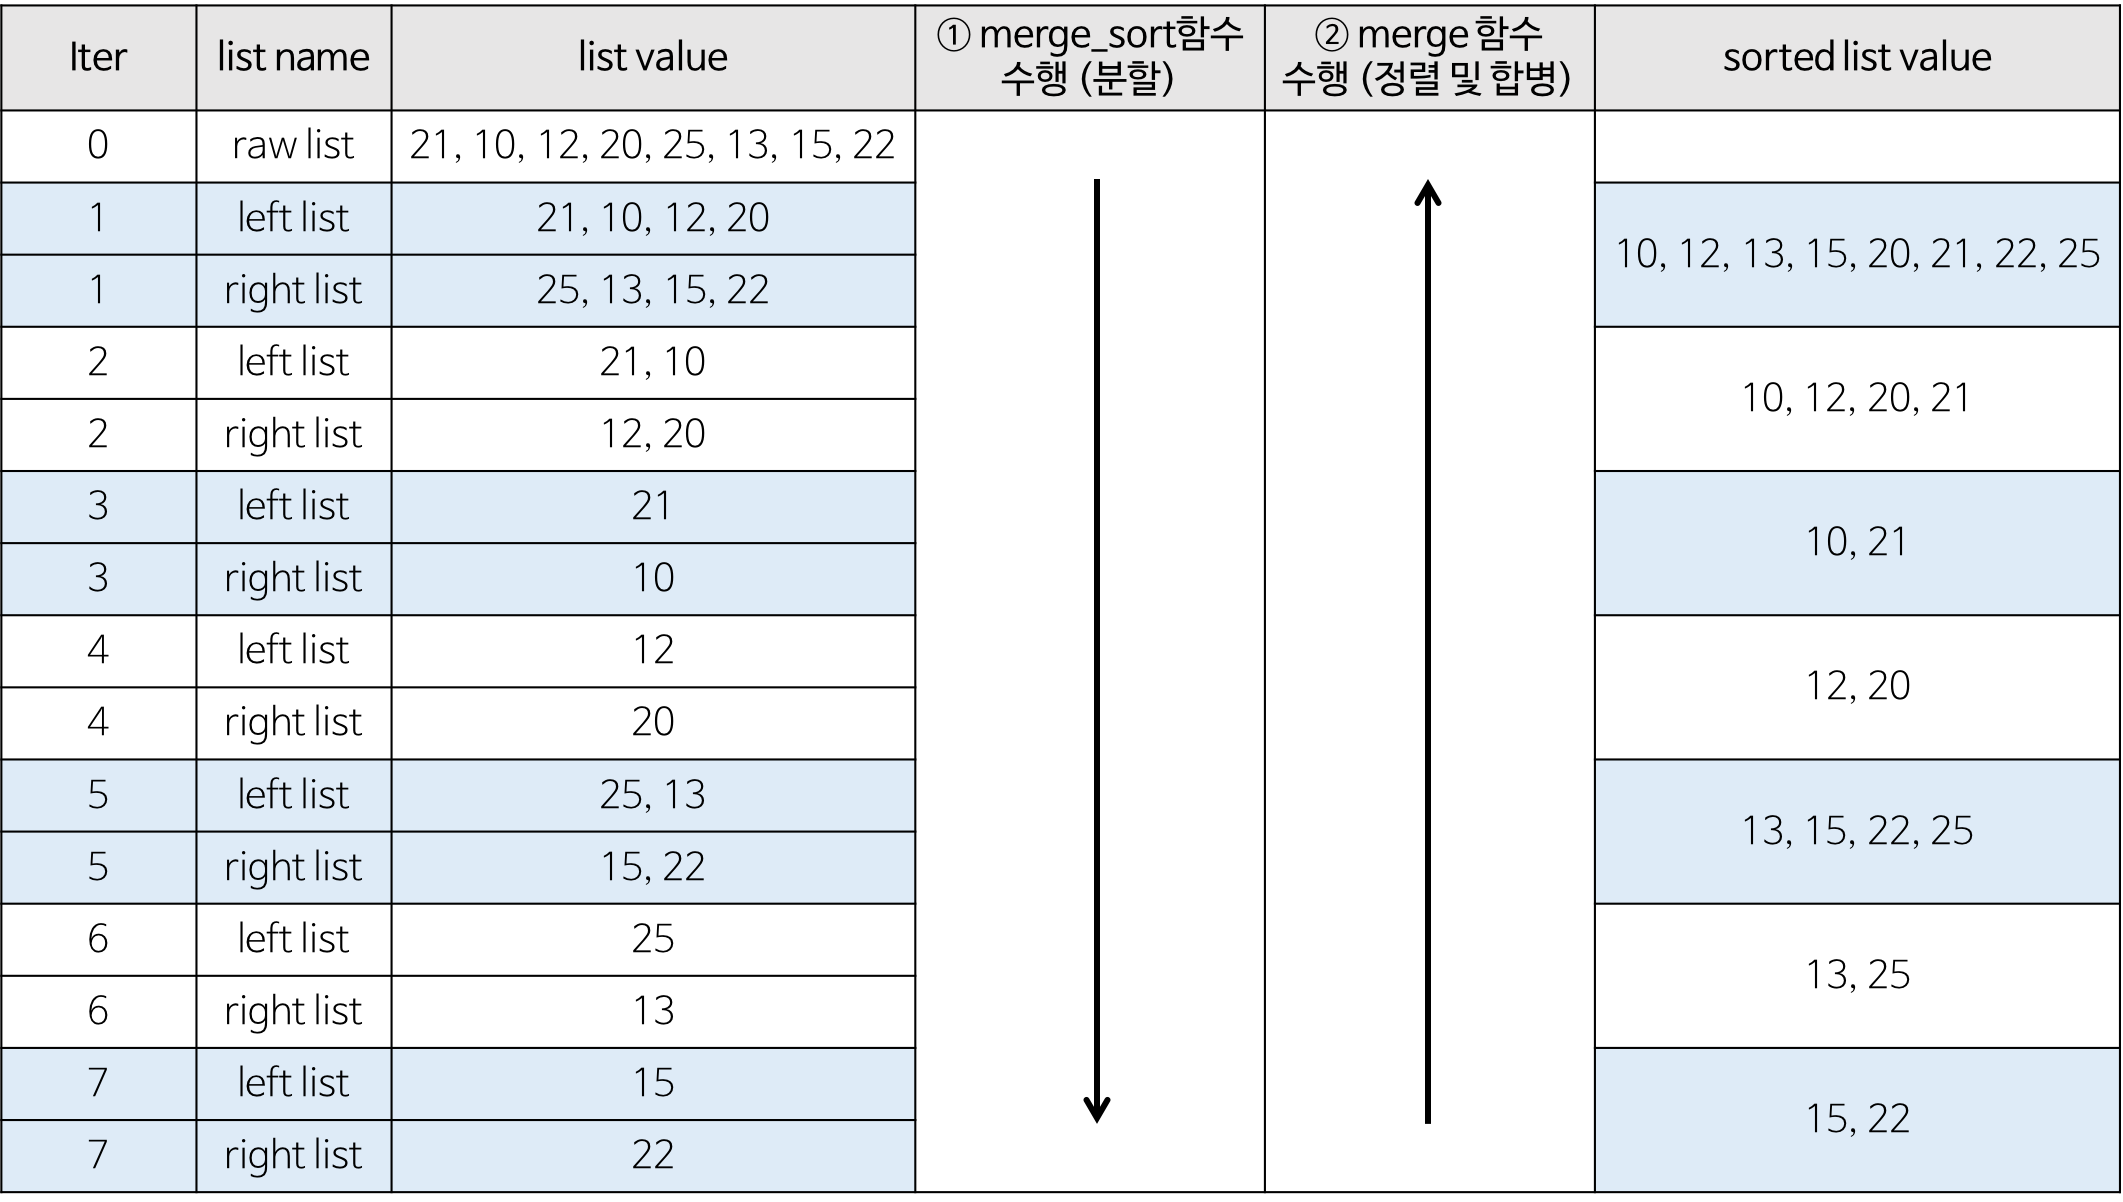 Iter
list name
list value
① merge_sort함수
수행 (분할)
② merge 함수
수행 (정렬 및 합병)
sorted list value
0
raw list
21, 10, 12, 20, 25, 13, 15, 22
1
left list
21, 10, 12, 20
10, 12, 13, 15, 20, 21, 22, 25
1
right list
25, 13, 15, 22
2
left list
21, 10
10, 12, 20, 21
2
right list
12, 20
3
left list
21
10, 21
3
right list
10
4
left list
12
12, 20
4
right list
20
5
left list
25, 13
13, 15, 22, 25
5
right list
15, 22
6
left list
25
13, 25
6
right list
13
7
left list
15
15, 22
7
right list
22